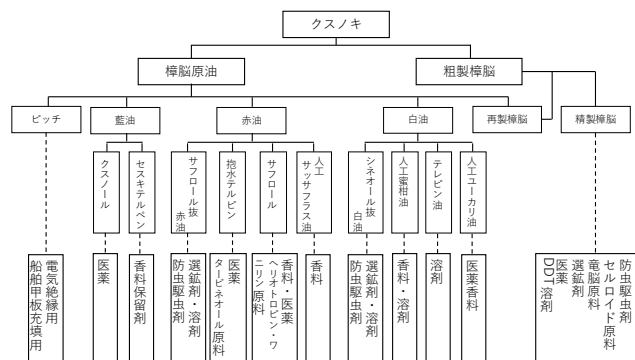 クスノキ
樟脳原油
粗製樟脳
ピッチ
藍油
赤油
白油
再製樟脳
精製樟脳
クスノール
セスキテルペン
サフロール抜
赤油
抱水テルピン
サフロール
人工
サッサフラス油
シネオール抜
白油
人工蜜柑油
テレビン油
人工ユーカリ油
電気絶縁用
船舶甲板充填用
医薬
香料保留剤
選鉱剤・溶剤
防虫駆虫剤
医薬
タービネオール原料
香料・医薬
ヘリオトロピン・ワ
ニリン原料
香料
選鉱剤・溶剤
防虫駆虫剤
香料・溶剤
溶剤
医薬香料
防虫駆虫剤
セルロイド原料
竜脳原料
選鉱剤
医薬
DDT溶剤